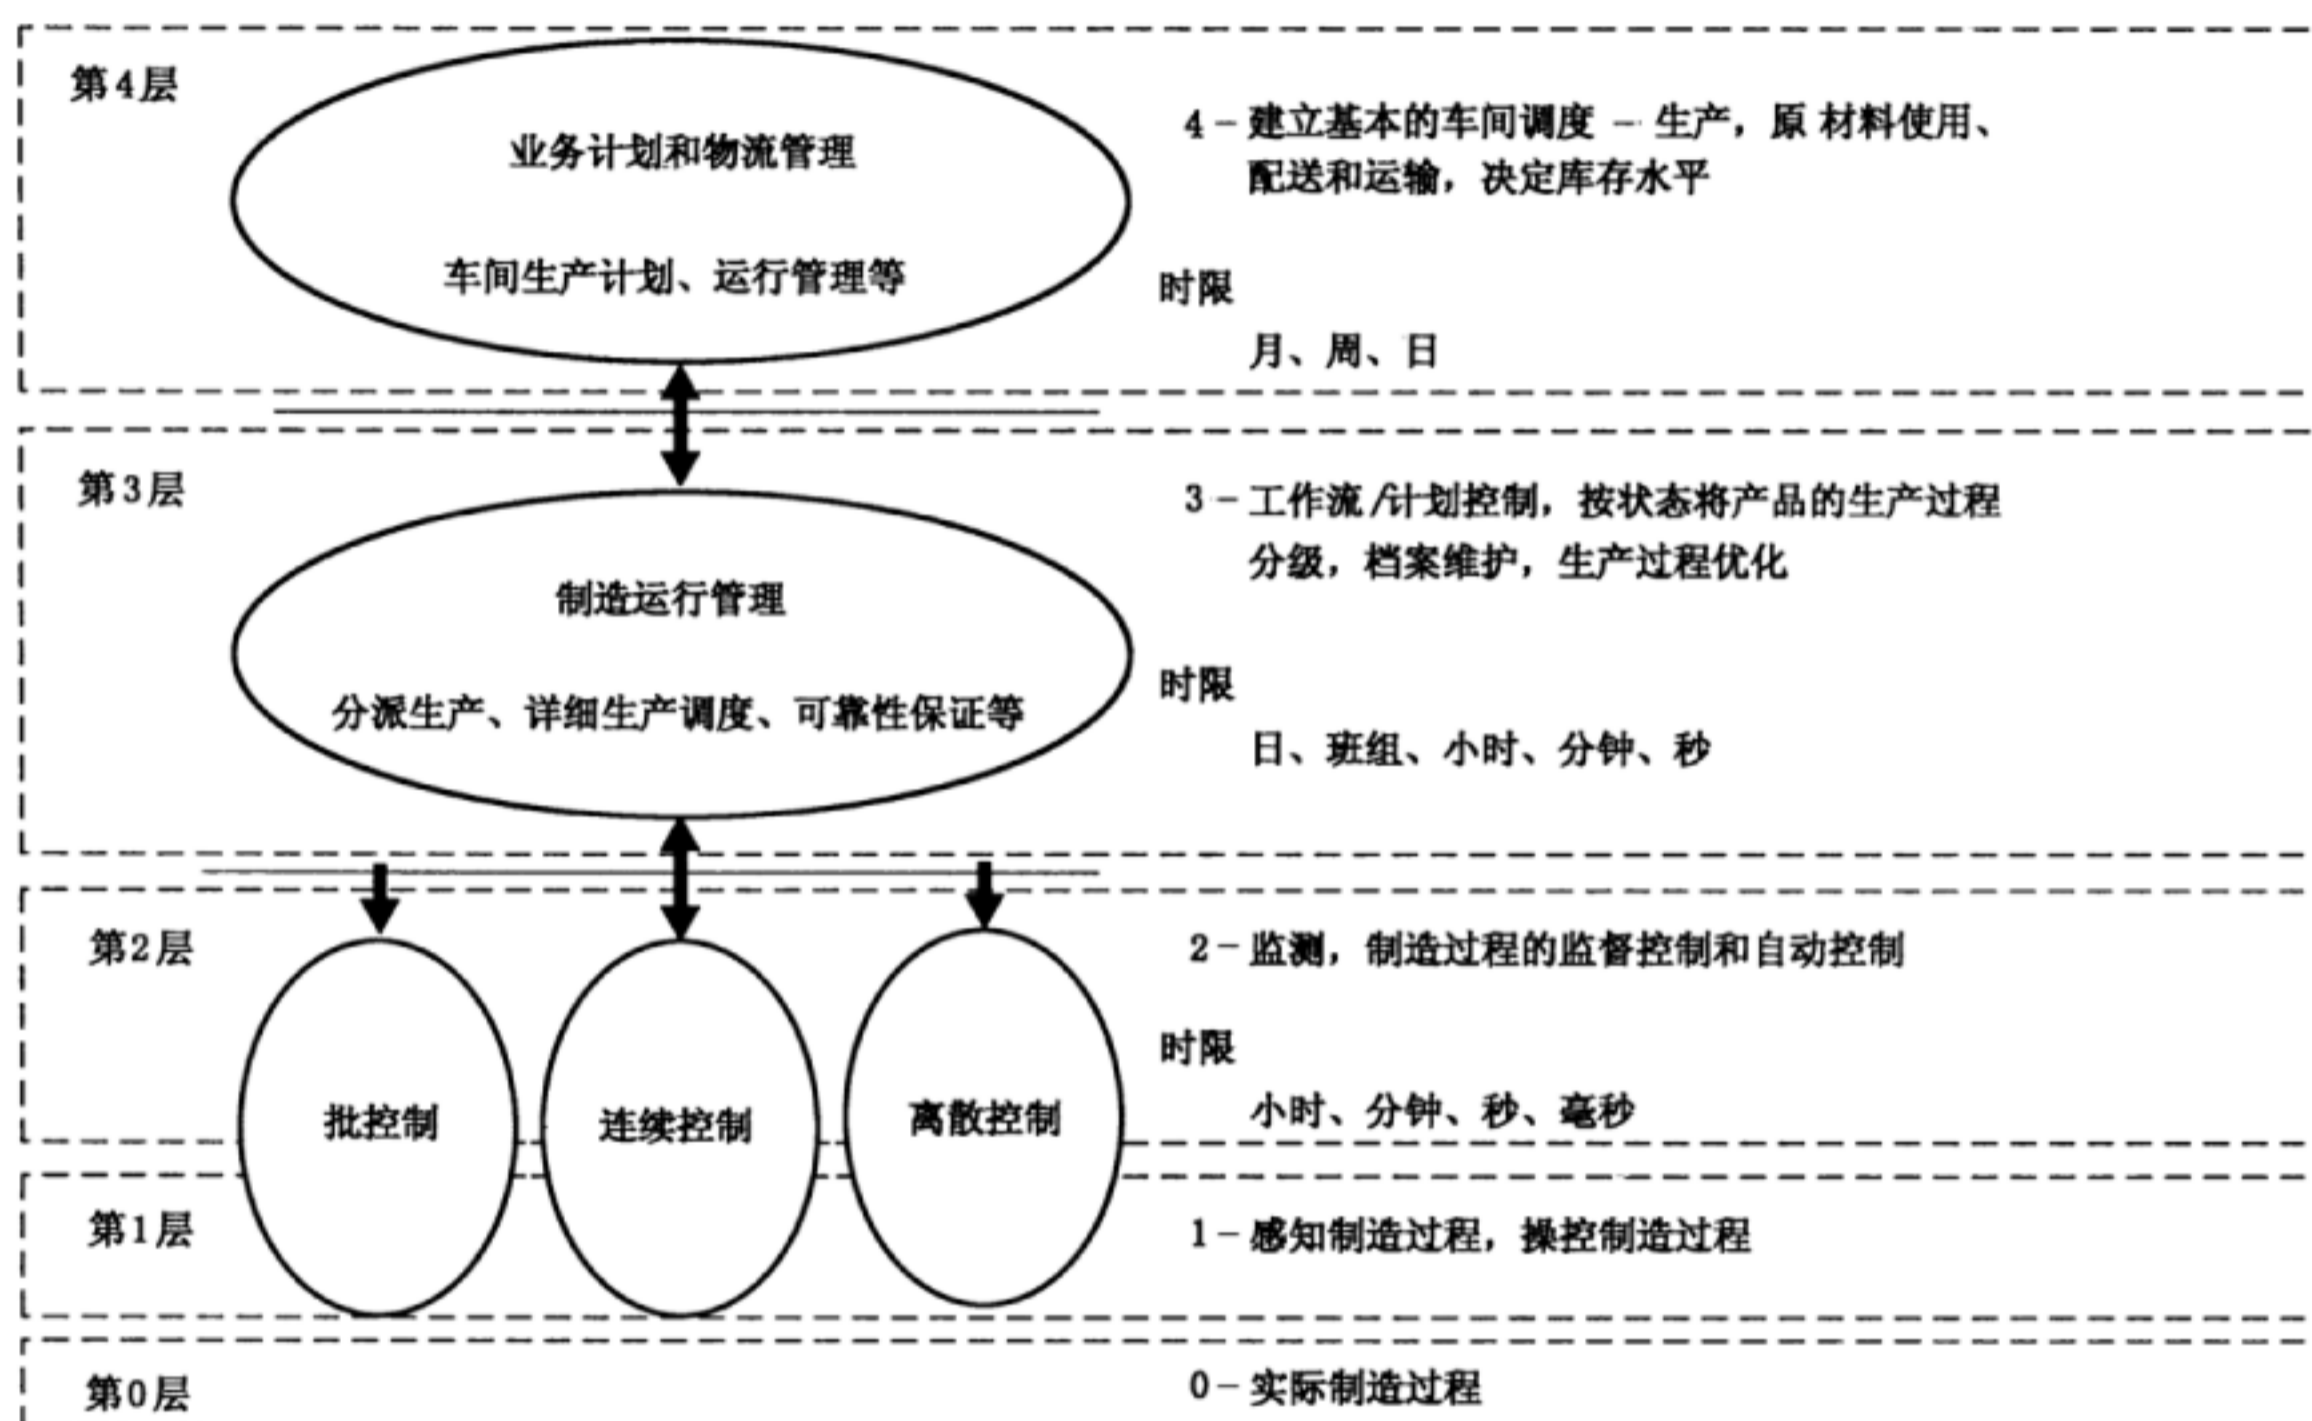 第4层
业务计划和物流管理
车间生产计划、运行管理等
4－建立基本的车间调度－生产，原 材料使用、
配送和运输，决定库存水平
时限
月、周、日
第3层
制造运行管理
分派生产、详细生产调度、可靠性保证等
3－工作流/计划控制，按状态将产品的生产过程
分级，档案维护，生产过程优化
时限
日、班组、小时、分钟、秒
第2层
批控制
连续控制
离散控制
2－监测，制造过程的监督控制和自动控制
时限
小时、分钟、秒、毫秒
第1层
1－感知制造过程，操控制造过程
第0层
0－实际制造过程